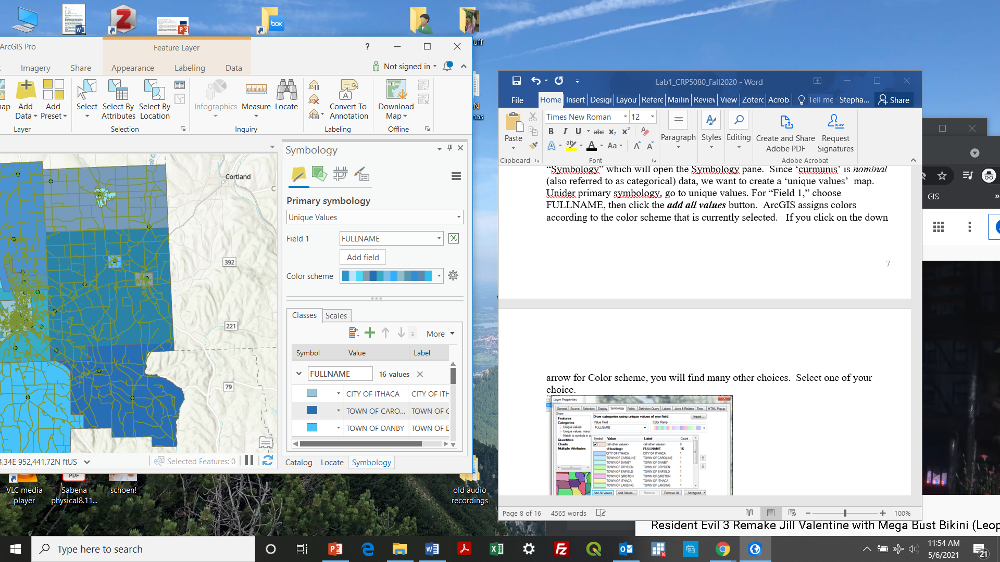 ArcGIS Pro
Feature Layer
?
Imagery
Share
Appearance
Labeling
Data
Not signed in
Add Data
Add Preset
Layer
Select
Select By Attributes
Select By Location
Selection
Infographics
Measure
Locate
Inquiry
Convert To Annotation
Labeling
Download Map
Offline
Cortland
392
221
79
Symbology
Primary symbology
Unique Values
Field 1
FULLNAME
Add field
Color scheme
Classes
Scales
More
Symbol
Value
Label
FULLNAME
16 values
CITY OF ITHACA
CITY OF ITH
TOWN OF CARO...
TOWN OF C
TOWN OF DANBY
TOWN OF D
4.34E 952,441.72N ftUS
Selected Features: 0
Catalog
Locate
Symbology
box
VLC media player
PDF
Sabena physical8.11...
schoen!
old audio recordings
Lab1_CRP5080_Fall2020 - Word
File
Home
Insert
Design
Layou
Refere
Mailin
Review
View
Zoterc
Acrob
Tell me
Stepha...
Share
Times New Roman
12
Paste
Clipboard
Font
Paragraph
Styles
Editing
Create and Share Adobe PDF
Request Signatures
Adobe Acrobat
“Symbology” which will open the Symbology pane. Since ‘curmunis’ is nominal
(also referred to as categorical) data, we want to create a ‘unique values’ map.
Unider primary symbology, go to unique values. For “Field 1,” choose
FULLNAME, then click the add all values button. ArcGIS assigns colors
according to the color scheme that is currently selected. If you click on the down
7
arrow for Color scheme, you will find many other choices. Select one of your
choice.
Layer Properties
General
Source
Selection
Display
Symbology
Fields
Definition Query
Labels
Joins & Relates
Time
HTML Popup
Show:
Features
Categories
Unique values
Unique values, many
Match to symbols in a
Quantities
Charts
Multiple Attributes
Draw categories using unique values of one field.
Import...
Value Field
Color Ramp
FULLNAME
Symbol
Value
Label
Count
<all other values>
<all other values>
0
<Heading>
FULLNAME
16
CITY OF ITHACA
CITY OF ITHACA
1
TOWN OF CAROLINE
TOWN OF CAROLINE
1
TOWN OF DANBY
TOWN OF DANBY
1
TOWN OF DRYDEN
TOWN OF DRYDEN
1
TOWN OF ENFIELD
TOWN OF ENFIELD
1
TOWN OF GROTON
TOWN OF GROTON
1
TOWN OF ITHACA
TOWN OF ITHACA
1
TOWN OF LANSING
TOWN OF LANSING
1
Add All Values
Add Values...
Remove
Remove All
Advanced
Page 8 of 16
4565 words
100%
GIS
Resident Evil 3 Remake Jill Valentine with Mega Bust Bikini (Leop
Type here to search
16
11:54 AM
5/6/2021
21